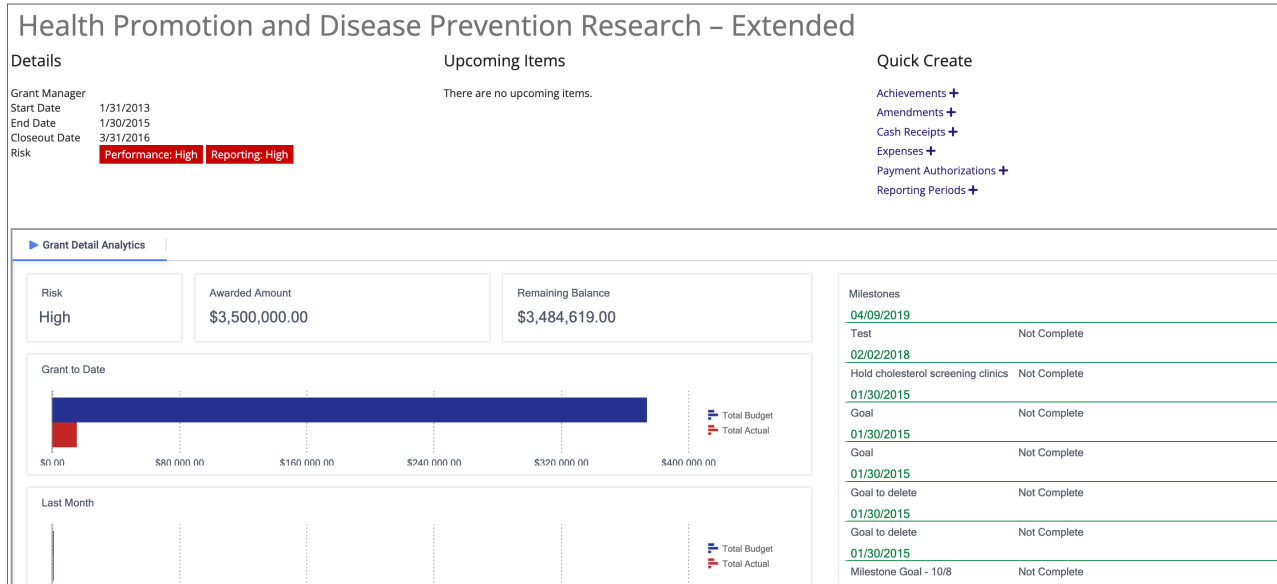 Health Promotion and Disease Prevention Research – Extended
Details
Grant Manager
Start Date 1/31/2013
End Date 1/30/2015
Closeout Date 3/31/2016
Risk Performance: High Reporting: High
Upcoming Items
There are no upcoming items.
Quick Create
Achievements +
Amendments +
Cash Receipts +
Expenses +
Payment Authorizations +
Reporting Periods +
Grant Detail Analytics
Risk
High
Awarded Amount
$3,500,000.00
Remaining Balance
$3,484,619.00
Grant to Date
Total Budget
Total Actual
$0.00 $80,000.00 $160,000.00 $240,000.00 $320,000.00 $400,000.00
Last Month
Total Budget
Total Actual
Milestones
04/09/2019
Test Not Complete
02/02/2018
Hold cholesterol screening clinics Not Complete
01/30/2015
Goal Not Complete
01/30/2015
Goal Not Complete
01/30/2015
Goal to delete Not Complete
01/30/2015
Goal to delete Not Complete
01/30/2015
Milestone Goal - 10/8 Not Complete